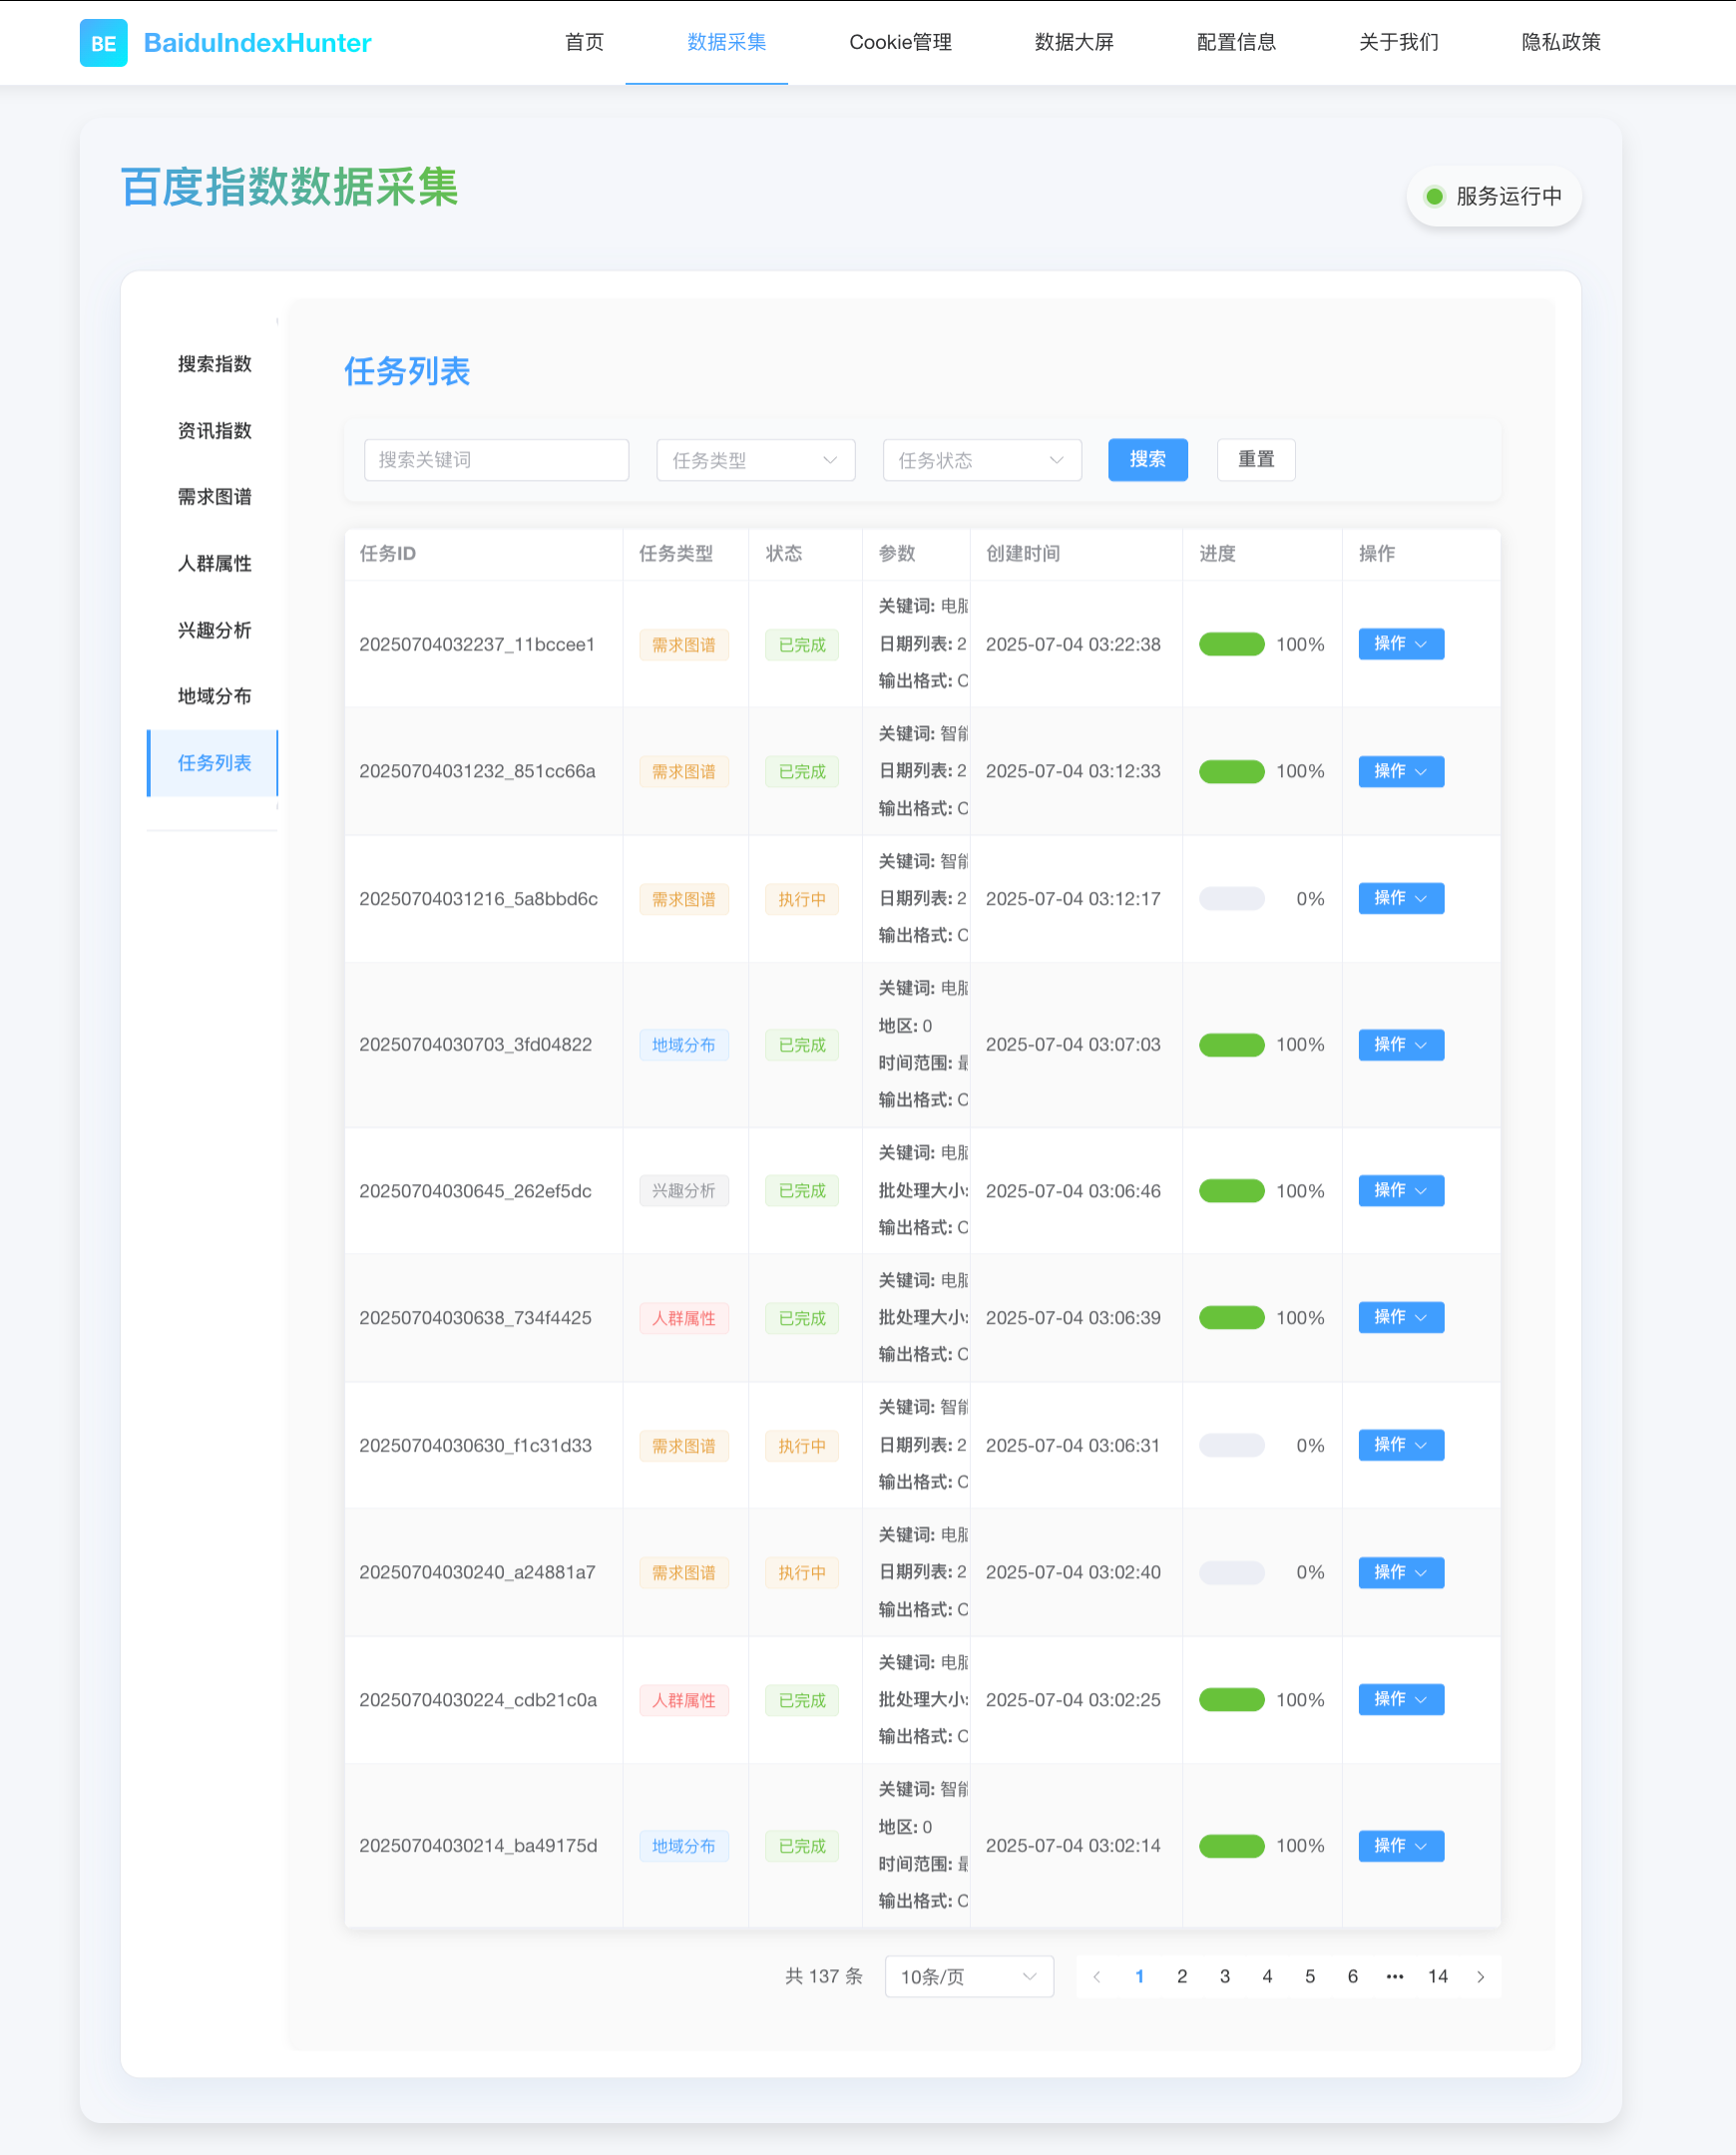 BE BaiduIndexHunter 首页 数据采集 Cookie管理 数据大屏 配置信息 关于我们 隐私政策
百度指数数据采集
服务运行中
搜索指数
资讯指数
需求图谱
人群属性
兴趣分析
地域分布
任务列表
任务列表
搜索关键词 任务类型 任务状态 搜索 重置
任务ID 任务类型 状态 参数 创建时间 进度 操作
关键词: 电脑
20250704032237_11bccee1 需求图谱 已完成 日期列表: 2 2025-07-04 03:22:38 100% 操作
输出格式: C
关键词: 智能
20250704031232_851cc66a 需求图谱 已完成 日期列表: 2 2025-07-04 03:12:33 100% 操作
输出格式: C
关键词: 智能
20250704031216_5a8bbd6c 需求图谱 执行中 日期列表: 2 2025-07-04 03:12:17 0% 操作
输出格式: C
关键词: 电脑
地区: 0
20250704030703_3fd04822 地域分布 已完成 2025-07-04 03:07:03 100% 操作
时间范围: 最
输出格式: C
关键词: 电脑
20250704030645_262ef5dc 兴趣分析 已完成 批处理大小: 2025-07-04 03:06:46 100% 操作
输出格式: C
关键词: 电脑
20250704030638_734f4425 人群属性 已完成 批处理大小: 2025-07-04 03:06:39 100% 操作
输出格式: C
关键词: 智能
20250704030630_f1c31d33 需求图谱 执行中 日期列表: 2 2025-07-04 03:06:31 0% 操作
输出格式: C
关键词: 电脑
20250704030240_a24881a7 需求图谱 执行中 日期列表: 2 2025-07-04 03:02:40 0% 操作
输出格式: C
关键词: 电脑
20250704030224_cdb21c0a 人群属性 已完成 批处理大小: 2025-07-04 03:02:25 100% 操作
输出格式: C
关键词: 智能
地区: 0
20250704030214_ba49175d 地域分布 已完成 2025-07-04 03:02:14 100% 操作
时间范围: 最
输出格式: C
共 137 条 10条/页 1 2 3 4 5 6 ••• 14